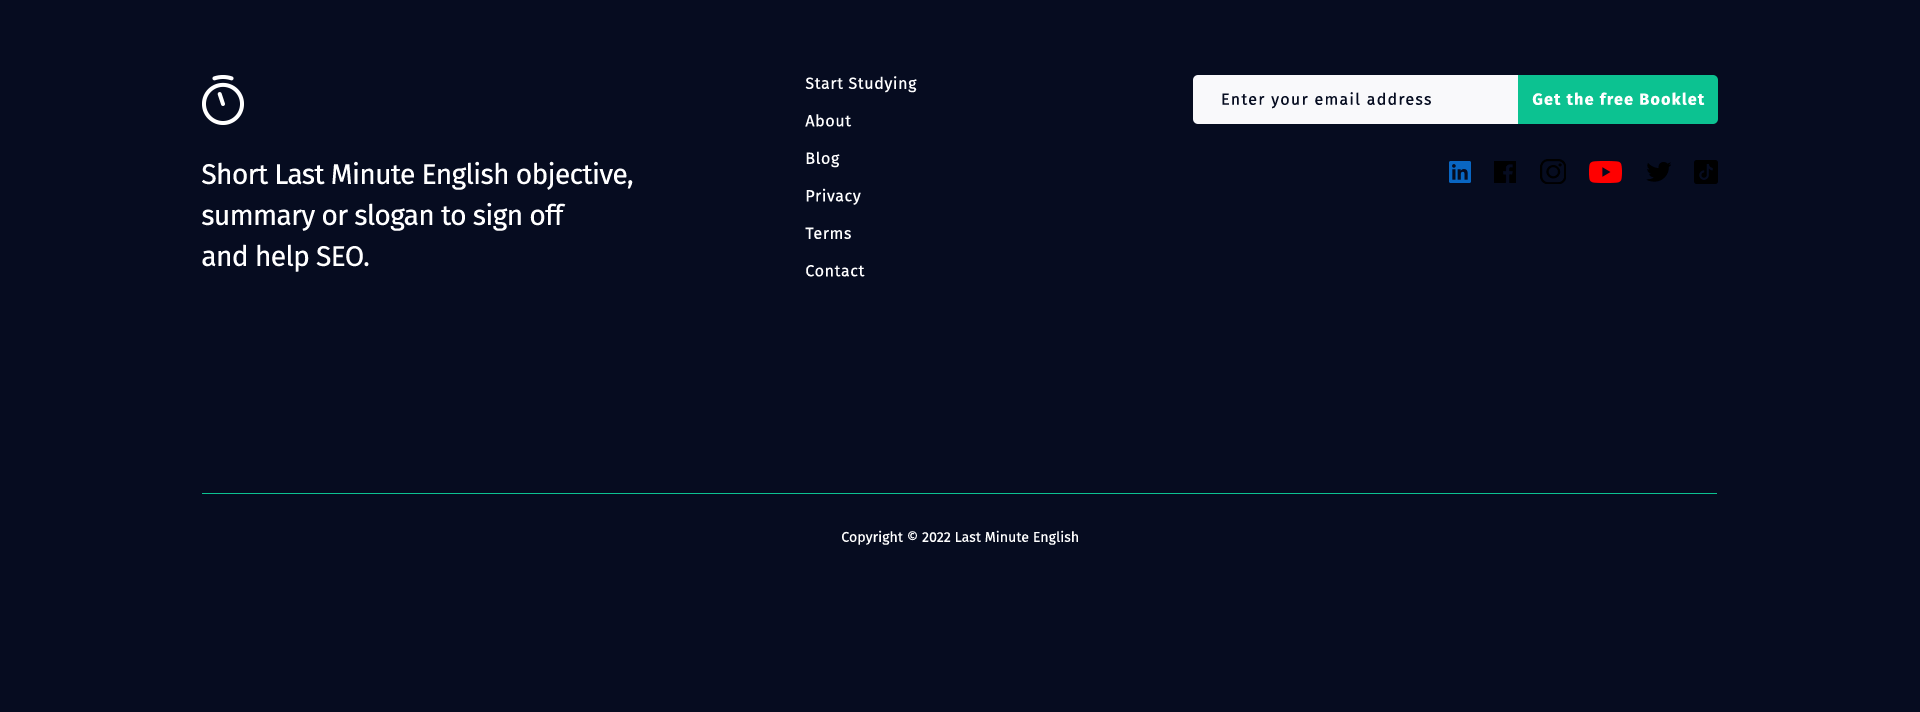 Short Last Minute English objective,
summary or slogan to sign off
and help SEO.
Start Studying
About
Blog
Privacy
Terms
Contact
Enter your email address
Get the free Booklet
Copyright © 2022 Last Minute English